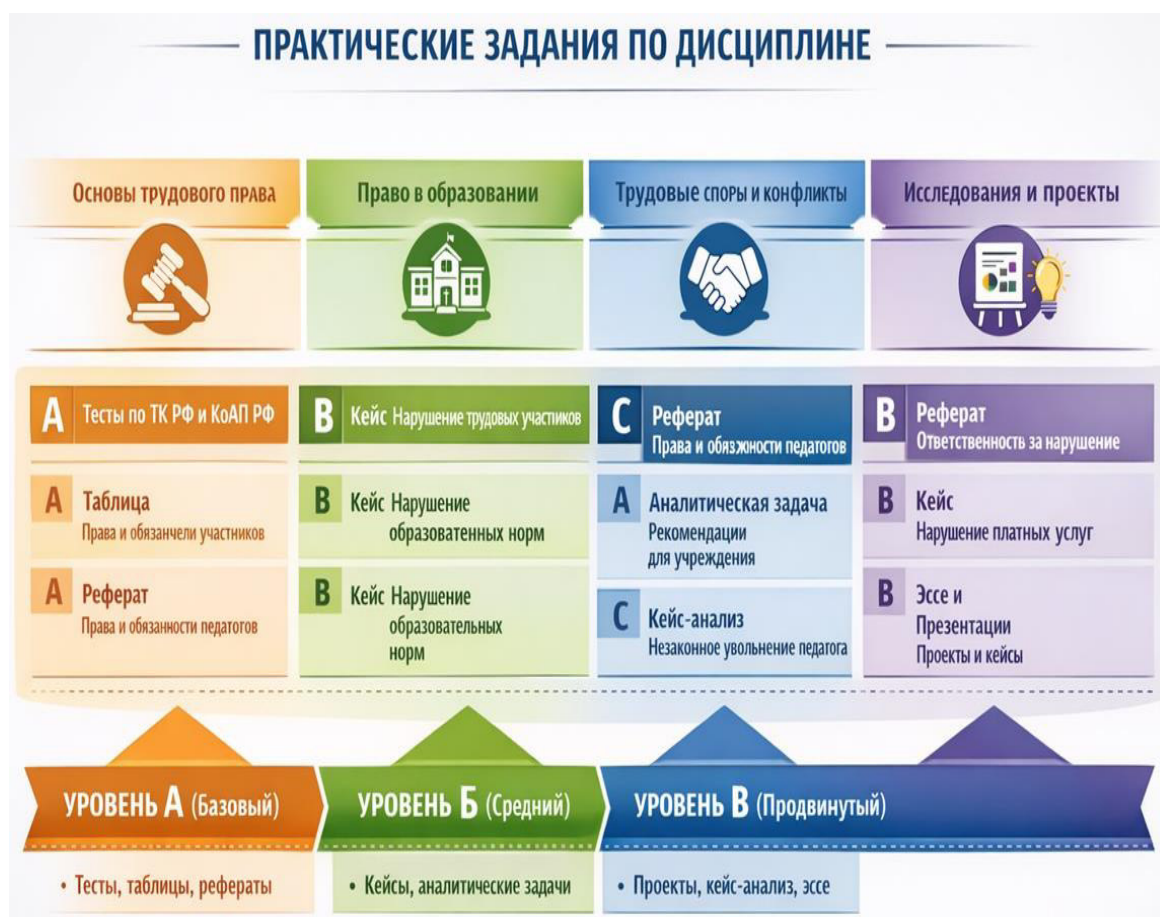 ПРАКТИЧЕСКИЕ ЗАДАНИЯ ПО ДИСЦИПЛИНЕ
Основы трудового права
Право в образовании
Трудовые споры и конфликты
Исследования и проекты
A Тесты по ТК РФ и КоАП РФ
A Таблица
Права и обязанчели участников
A Реферат
Права и обязанности педагогов
B Кейс Нарушение трудовых участников
B Кейс Нарушение
образоватенных норм
B Кейс Нарушение
образовательных
норм
C Реферат
Права и обязжности педагогов
A Аналитическая задача
Рекомендации
для учреждения
C Кейс-анализ
Незаконное увольнение педагога
B Реферат
Ответственность за нарушение
B Кейс
Нарушение платных услуг
B Эссе и
Презентации
Проекты и кейсы
УРОВЕНЬ А (Базовый)
УРОВЕНЬ Б (Средний)
УРОВЕНЬ В (Продвинутый)
• Тесты, таблицы, рефераты
• Кейсы, аналитические задачи
• Проекты, кейс-анализ, эссе